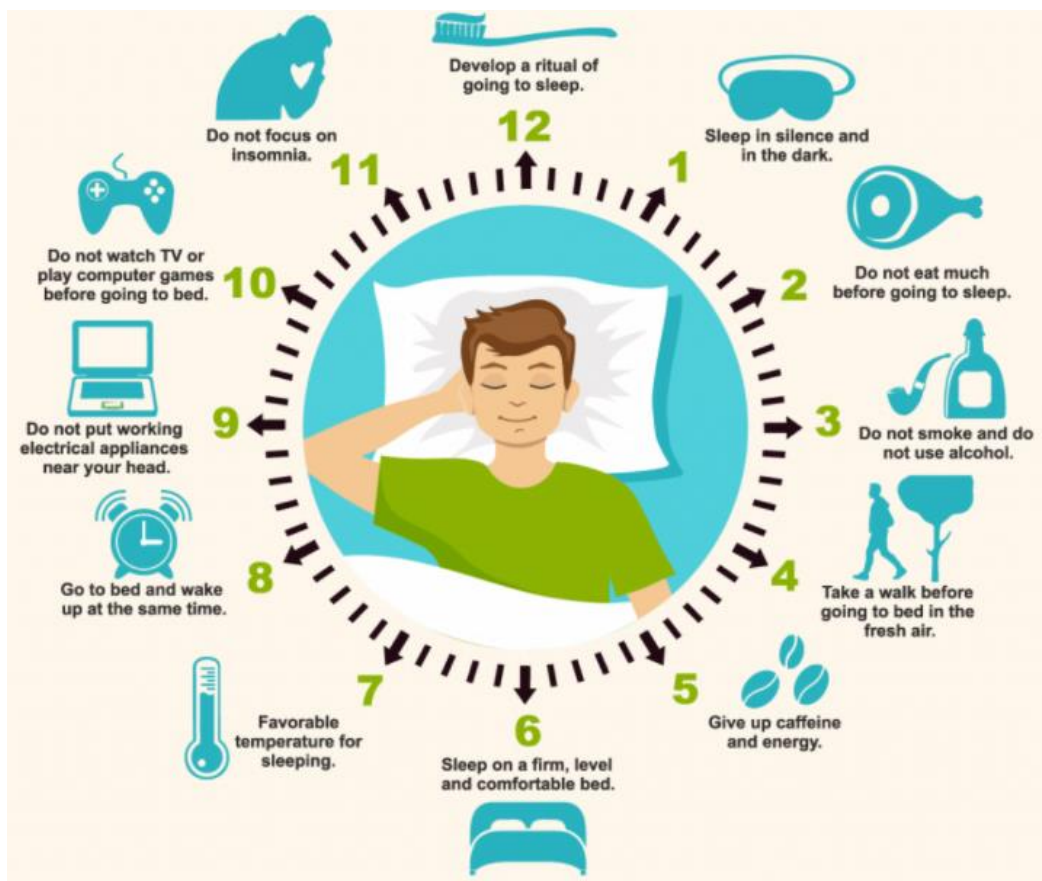 Develop a ritual of
going to sleep.
12
Sleep in silence and
in the dark.
1
Do not eat much
before going to sleep.
2
Do not smoke and do
not use alcohol.
3
Take a walk before
going to bed in the
fresh air.
4
Give up caffeine
and energy.
5
6
Sleep on a firm, level
and comfortable bed.
7
Favorable
temperature for
sleeping.
8
Go to bed and wake
up at the same time.
9
Do not put working
electrical appliances
near your head.
10
Do not watch TV or
play computer games
before going to bed.
11
Do not focus on
insomnia.